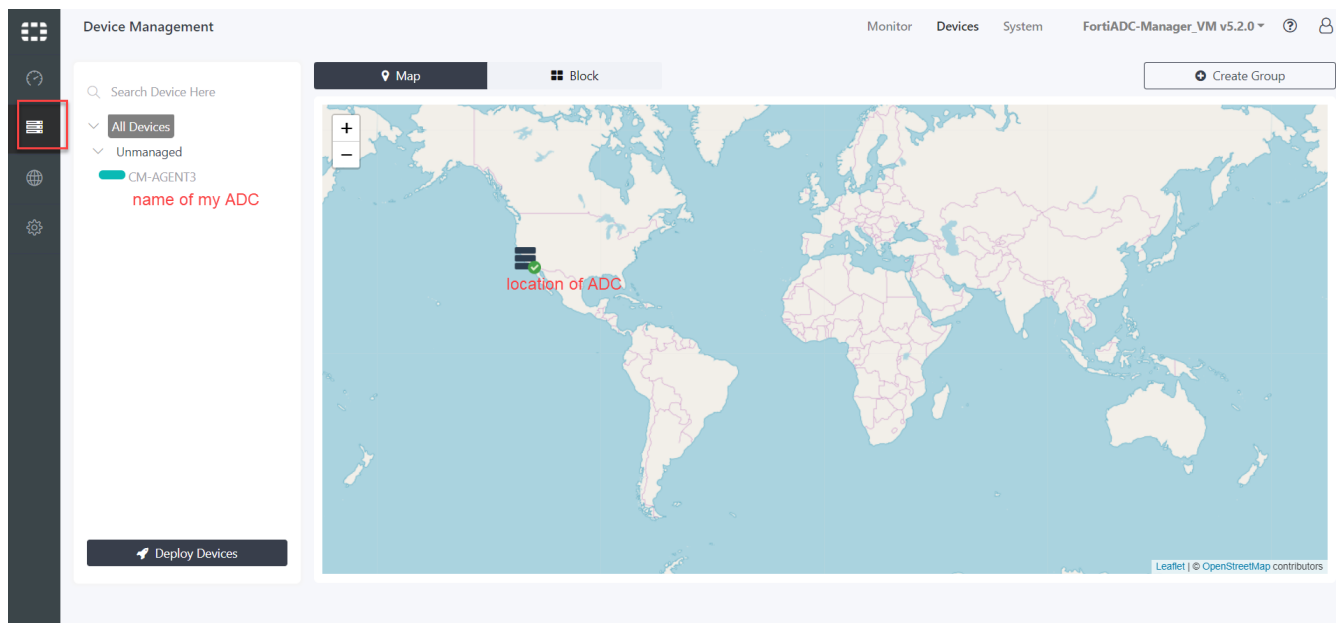 Device Management
Monitor Devices System FortiADC-Manager_VM v5.2.0
Search Device Here
Map
Block
Create Group
All Devices
Unmanaged
CM-AGENT3
name of my ADC
+
−
location of ADC
Deploy Devices
Leaflet | © OpenStreetMap contributors